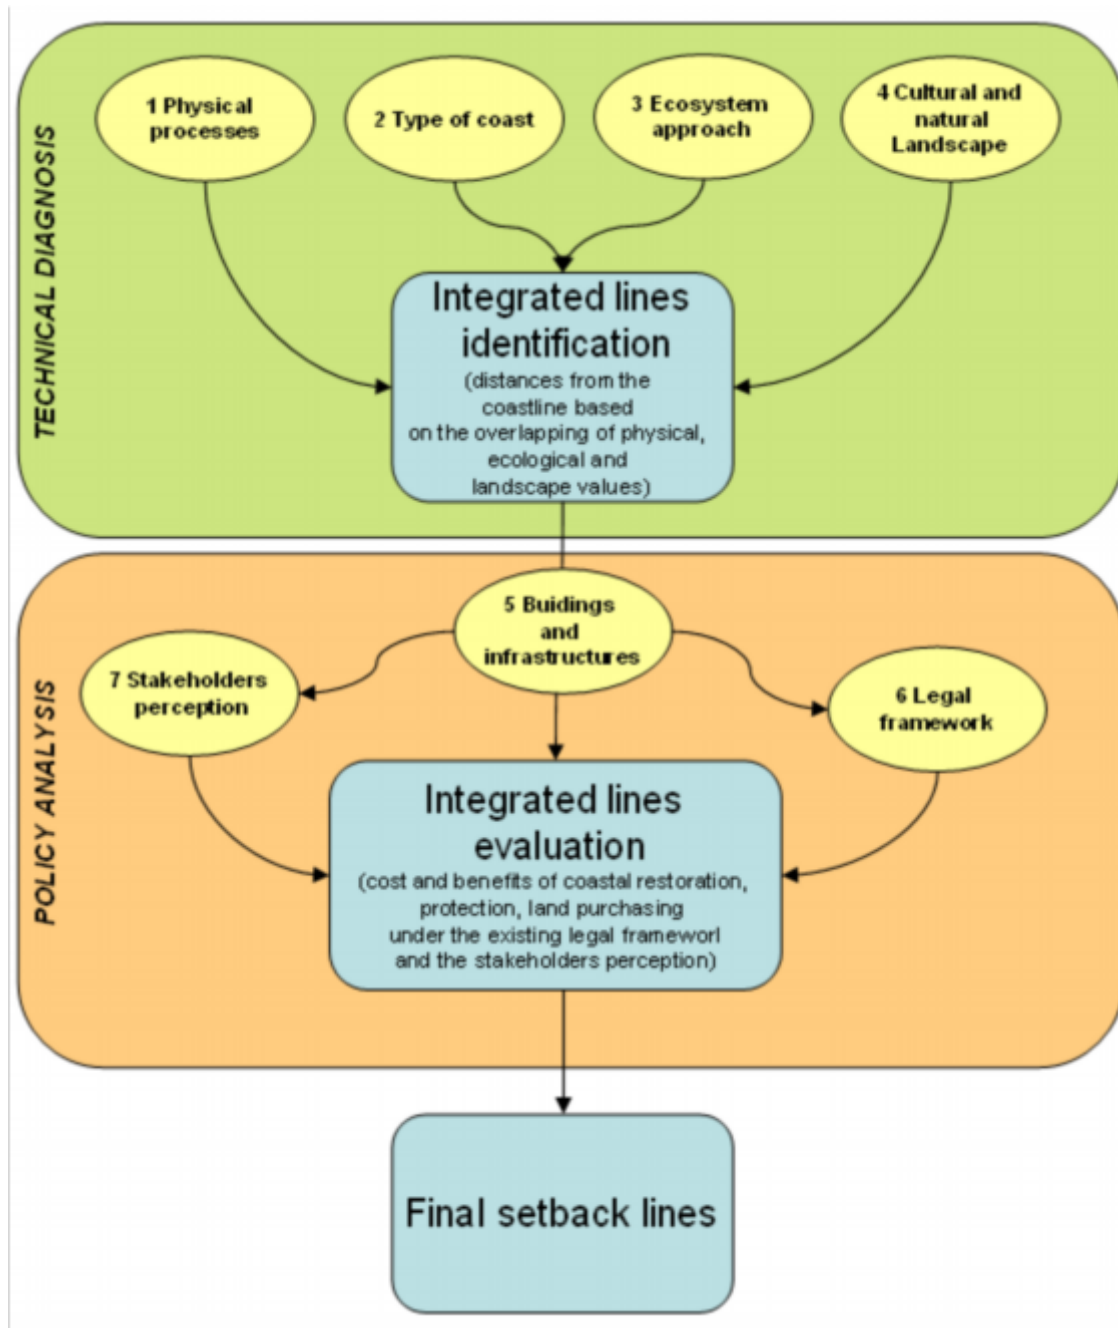 TECHNICAL DIAGNOSIS
1 Physical
processes
2 Type of coast
3 Ecosystem
approach
4 Cultural and
natural
Landscape
Integrated lines
identification
(distances from the
coastline based
on the overlapping of physical,
ecological and
landscape values)
POLICY ANALYSIS
5 Buidings
and
infrastructures
7 Stakeholders
perception
6 Legal
framework
Integrated lines
evaluation
(cost and benefits of coastal restoration,
protection, land purchasing
under the existing legal frameworl
and the stakeholders perception)
Final setback lines